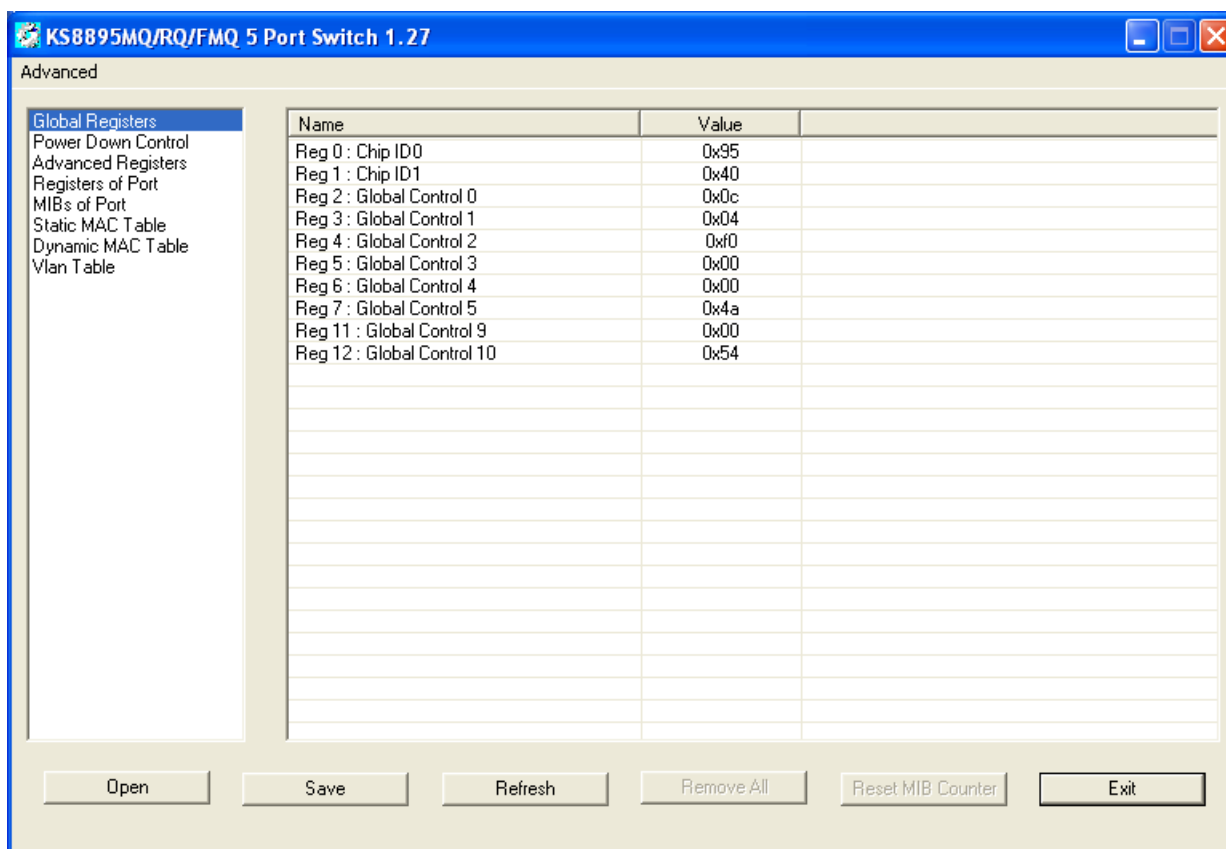 KS8895MQ/RQ/FMQ 5 Port Switch 1.27
Advanced
Global Registers
Power Down Control
Advanced Registers
Registers of Port
MIBs of Port
Static MAC Table
Dynamic MAC Table
Vlan Table
Name Value
Reg 0 : Chip ID0 0x95
Reg 1 : Chip ID1 0x40
Reg 2 : Global Control 0 0x0c
Reg 3 : Global Control 1 0x04
Reg 4 : Global Control 2 0xf0
Reg 5 : Global Control 3 0x00
Reg 6 : Global Control 4 0x00
Reg 7 : Global Control 5 0x4a
Reg 11 : Global Control 9 0x00
Reg 12 : Global Control 10 0x54
Open Save Refresh Remove All Reset MIB Counter Exit